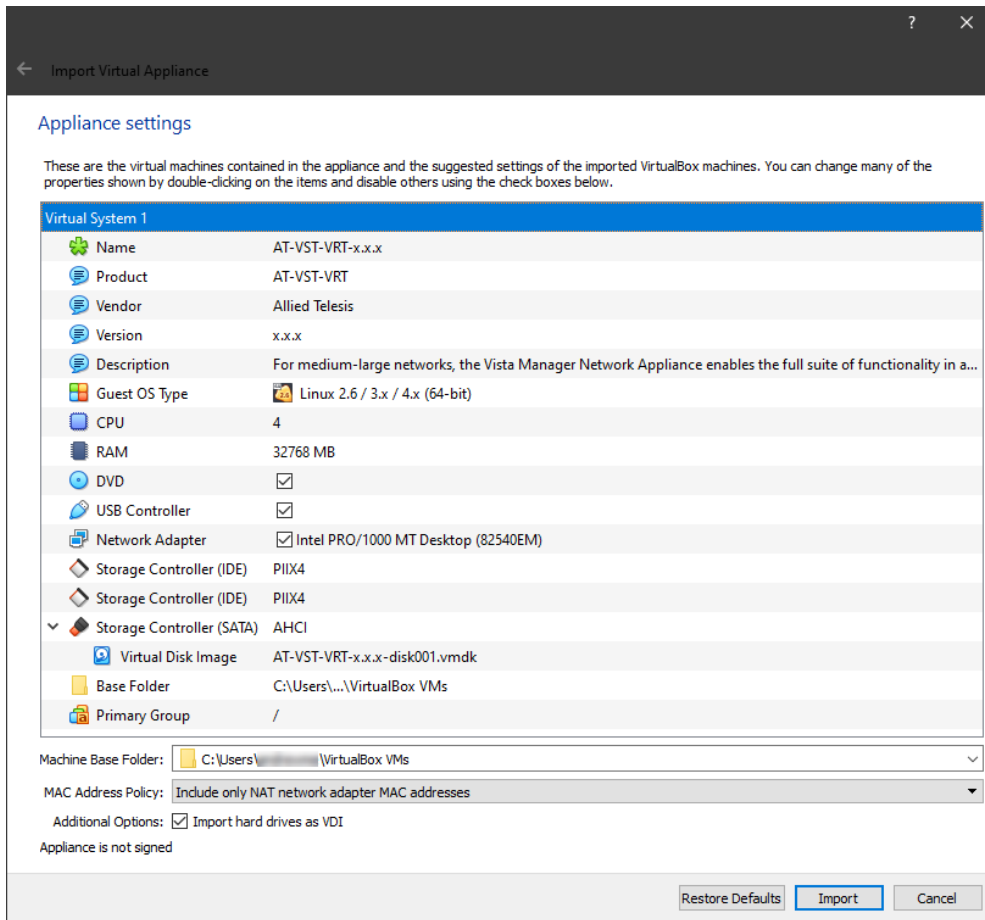 ?
Import Virtual Appliance
Appliance settings
These are the virtual machines contained in the appliance and the suggested settings of the imported VirtualBox machines. You can change many of the
properties shown by double-clicking on the items and disable others using the check boxes below.
Virtual System 1
Name AT-VST-VRT-x.x.x
Product AT-VST-VRT
Vendor Allied Telesis
Version x.x.x
Description For medium-large networks, the Vista Manager Network Appliance enables the full suite of functionality in a...
Guest OS Type Linux 2.6 / 3.x / 4.x (64-bit)
CPU 4
RAM 32768 MB
DVD
USB Controller
Network Adapter Intel PRO/1000 MT Desktop (82540EM)
Storage Controller (IDE) PIIX4
Storage Controller (IDE) PIIX4
Storage Controller (SATA) AHCI
Virtual Disk Image AT-VST-VRT-x.x.x-disk001.vmdk
Base Folder C:\Users\...\VirtualBox VMs
Primary Group /
Machine Base Folder: C:\Users\ \VirtualBox VMs
MAC Address Policy: Include only NAT network adapter MAC addresses
Additional Options: Import hard drives as VDI
Appliance is not signed
Restore Defaults Import Cancel